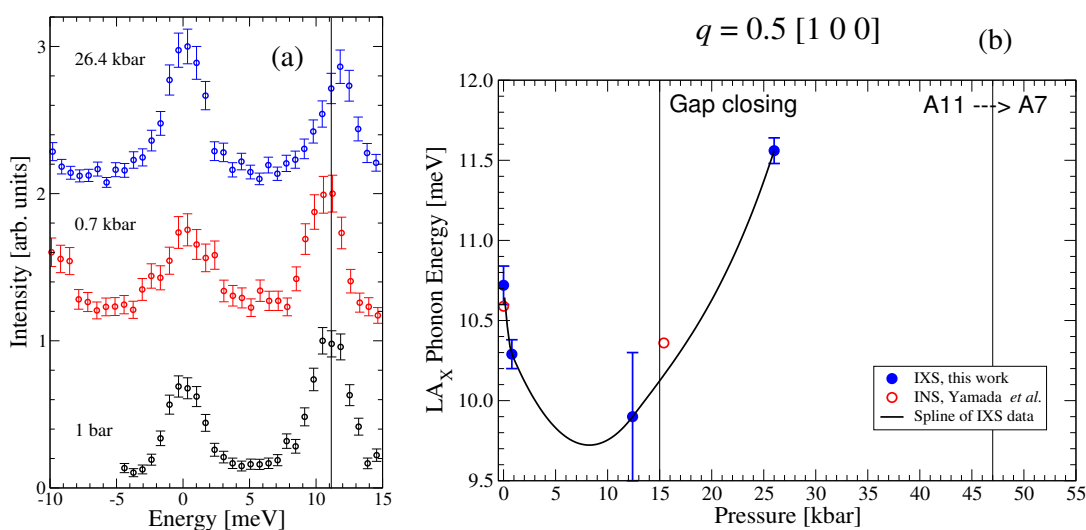 q = 0.5 [1 0 0]
(a)
26.4 kbar
0.7 kbar
1 bar
Intensity [arb. units]
3
2
1
0
-10 -5 0 5 10 15
Energy [meV]
(b)
Gap closing
A11 ---> A7
LA_X Phonon Energy [meV]
12.0
11.5
11.0
10.5
10.0
9.5
IXS, this work
INS, Yamada et al.
Spline of IXS data
0 5 10 15 20 25 30 35 40 45 50 55
Pressure [kbar]